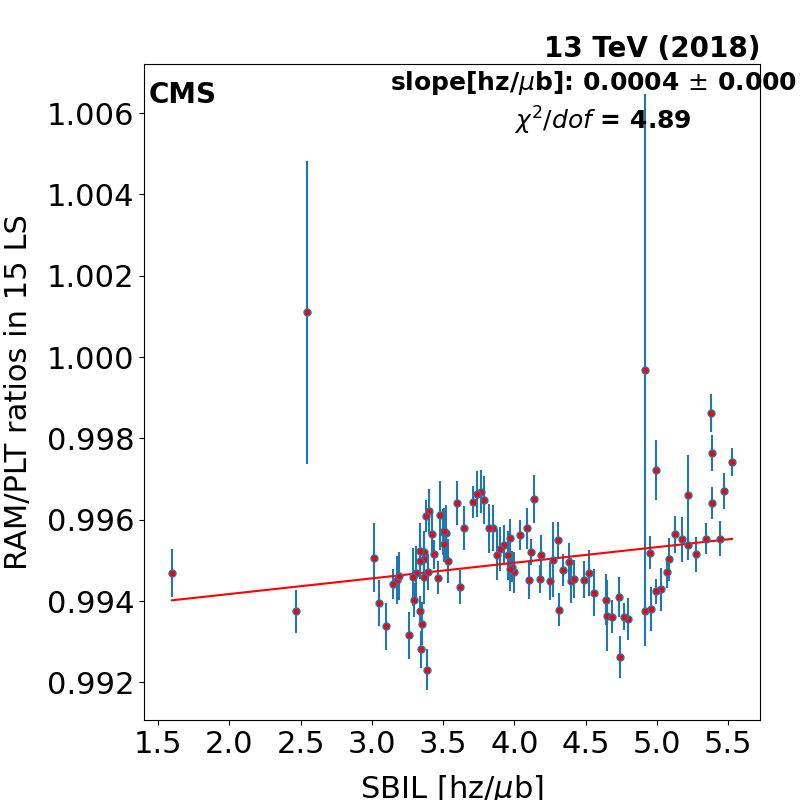 13 TeV (2018)
CMS
slope[hz/μb]: 0.0004 ± 0.000
χ²/dof = 4.89
RAM/PLT ratios in 15 LS
1.006
1.004
1.002
1.000
0.998
0.996
0.994
0.992
1.5 2.0 2.5 3.0 3.5 4.0 4.5 5.0 5.5
SBIL [hz/μb]